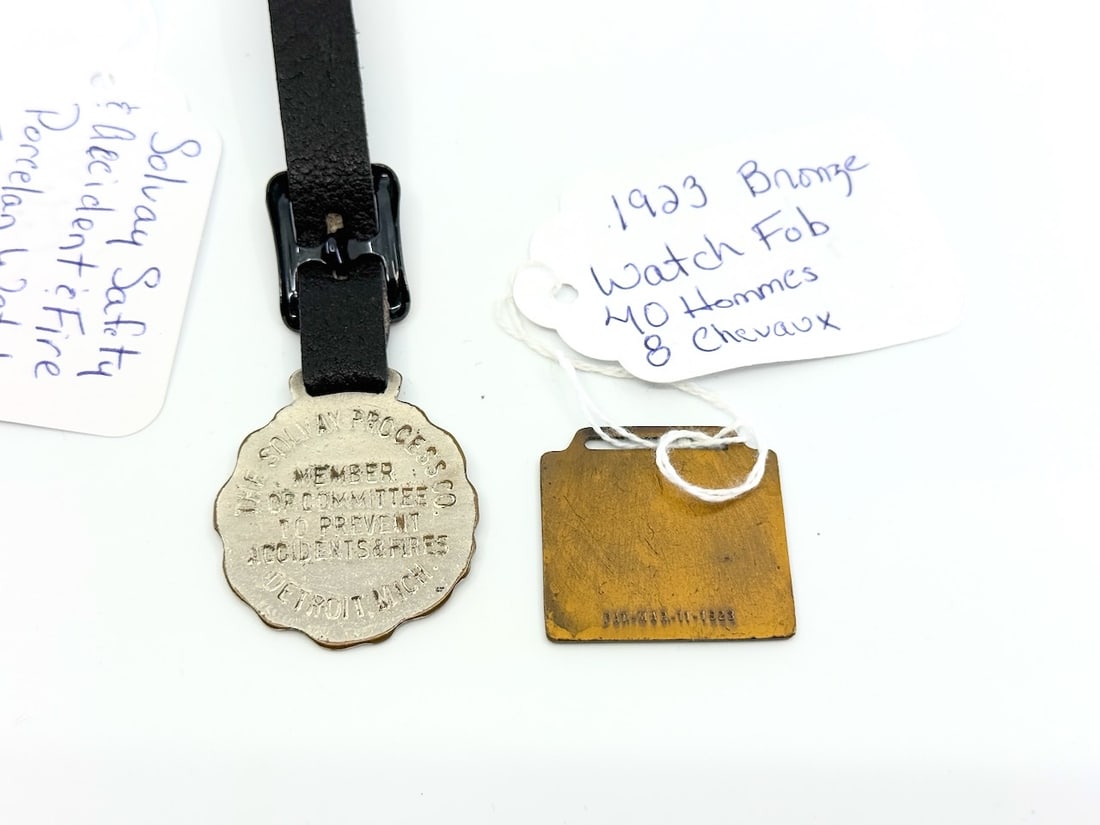 Solvay Safety
& Accident & Fire
Porcelan
THE SOLVAY PROCESS CO.
MEMBER
OF COMMITTEE
TO PREVENT
ACCIDENTS & FIRES
DETROIT, MICH.
1923 Bronze
Watch Fob
40 Hommes
8 Chevaux